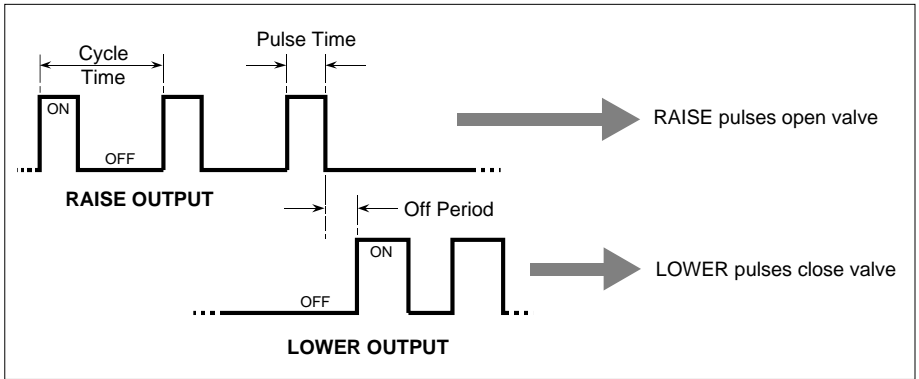 Cycle
Time
Pulse Time
ON
OFF
RAISE pulses open valve
RAISE OUTPUT
Off Period
ON
OFF
LOWER pulses close valve
LOWER OUTPUT